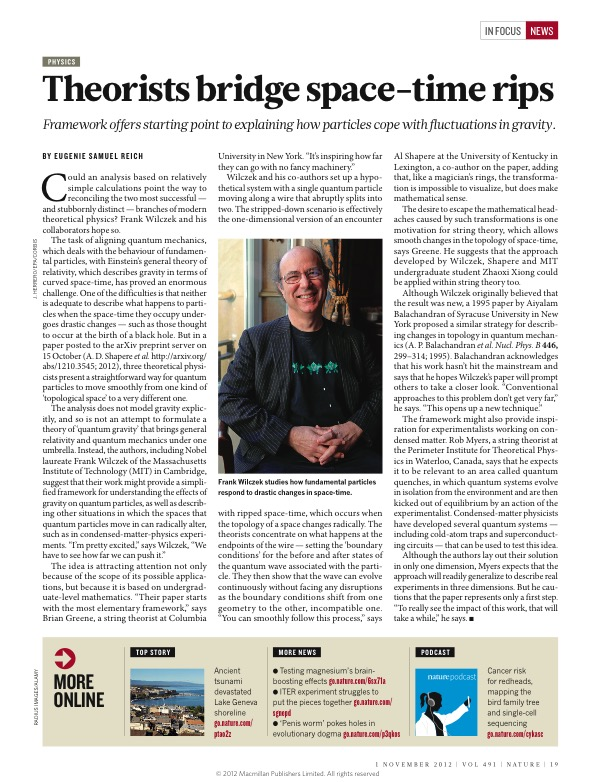 IN FOCUS NEWS
PHYSICS
Theorists bridge space–time rips
Framework offers starting point to explaining how particles cope with fluctuations in gravity.
BY EUGENIE SAMUEL REICH
Could an analysis based on relatively
simple calculations point the way to
reconciling the two most successful —
and stubbornly distinct — branches of modern
theoretical physics? Frank Wilczek and his
collaborators hope so.
The task of aligning quantum mechanics,
which deals with the behaviour of fundamen-
tal particles, with Einstein's general theory of
relativity, which describes gravity in terms of
curved space-time, has proved an enormous
challenge. One of the difficulties is that neither
is adequate to describe what happens to parti-
cles when the space-time they occupy under-
goes drastic changes — such as those thought
to occur at the birth of a black hole. But in a
paper posted to the arXiv preprint server on
15 October (A. D. Shapere et al. http://arxiv.org/
abs/1210.3545; 2012), three theoretical physi-
cists present a straightforward way for quantum
particles to move smoothly from one kind of
'topological space' to a very different one.
The analysis does not model gravity explic-
itly, and so is not an attempt to formulate a
theory of 'quantum gravity' that brings general
relativity and quantum mechanics under one
umbrella. Instead, the authors, including Nobel
laureate Frank Wilczek of the Massachusetts
Institute of Technology (MIT) in Cambridge,
suggest that their work might provide a simpli-
fied framework for understanding the effects of
gravity on quantum particles, as well as describ-
ing other situations in which the spaces that
quantum particles move in can radically alter,
such as in condensed-matter-physics experi-
ments. "I'm pretty excited," says Wilczek, "We
have to see how far we can push it."
The idea is attracting attention not only
because of the scope of its possible applica-
tions, but because it is based on undergrad-
uate-level mathematics. "Their paper starts
with the most elementary framework," says
Brian Greene, a string theorist at Columbia
University in New York. "It's inspiring how far
they can go with no fancy machinery."
Wilczek and his co-authors set up a hypo-
thetical system with a single quantum particle
moving along a wire that abruptly splits into
two. The stripped-down scenario is effectively
the one-dimensional version of an encounter
J. HERRERO/EFA/CORBIS
Frank Wilczek studies how fundamental particles
respond to drastic changes in space-time.
with ripped space-time, which occurs when
the topology of a space changes radically. The
theorists concentrate on what happens at the
endpoints of the wire — setting the 'boundary
conditions' for the before and after states of
the quantum wave associated with the parti-
cle. They then show that the wave can evolve
continuously without facing any disruptions
as the boundary conditions shift from one
geometry to the other, incompatible one.
"You can smoothly follow this process," says
Al Shapere at the University of Kentucky in
Lexington, a co-author on the paper, adding
that, like a magician's rings, the transforma-
tion is impossible to visualize, but does make
mathematical sense.
The desire to escape the mathematical head-
aches caused by such transformations is one
motivation for string theory, which allows
smooth changes in the topology of space-time,
says Greene. He suggests that the approach
developed by Wilczek, Shapere and MIT
undergraduate student Zhaoxi Xiong could
be applied within string theory too.
Although Wilczek originally believed that
the result was new, a 1995 paper by Aiyalam
Balachandran of Syracuse University in New
York proposed a similar strategy for describ-
ing changes in topology in quantum mechan-
ics (A. P. Balachandran et al. Nucl. Phys. B 446,
299–314; 1995). Balachandran acknowledges
that his work hasn't hit the mainstream and
says that he hopes Wilczek's paper will prompt
others to take a closer look. "Conventional
approaches to this problem don't get very far,"
he says. "This opens up a new technique."
The framework might also provide inspi-
ration for experimentalists working on con-
densed matter. Rob Myers, a string theorist at
the Perimeter Institute for Theoretical Phys-
ics in Waterloo, Canada, says that he expects
it to be relevant to an area called quantum
quenches, in which quantum systems evolve
in isolation from the environment and are then
kicked out of equilibrium by an action of the
experimentalist. Condensed-matter physicists
have developed several quantum systems —
including cold-atom traps and superconduct-
ing circuits — that can be used to test this idea.
Although the authors lay out their solution
in only one dimension, Myers expects that the
approach will readily generalize to describe real
experiments in three dimensions. But he cau-
tions that the paper represents only a first step.
"To really see the impact of this work, that will
take a while," he says. ■
MORE
ONLINE
RADIUS IMAGES/ALAMY
TOP STORY
Ancient
tsunami
devastated
Lake Geneva
shoreline
go.nature.com/
ptao2z
MORE NEWS
● Testing magnesium's brain-
boosting effects go.nature.com/6sx7la
● ITER experiment struggles to
put the pieces together go.nature.com/
sgnopd
● 'Penis worm' pokes holes in
evolutionary dogma go.nature.com/p3qkos
PODCAST
nature podcast
Cancer risk
for redheads,
mapping the
bird family tree
and single-cell
sequencing
go.nature.com/cykasc
1 NOVEMBER 2012 | VOL 491 | NATURE | 19
© 2012 Macmillan Publishers Limited. All rights reserved